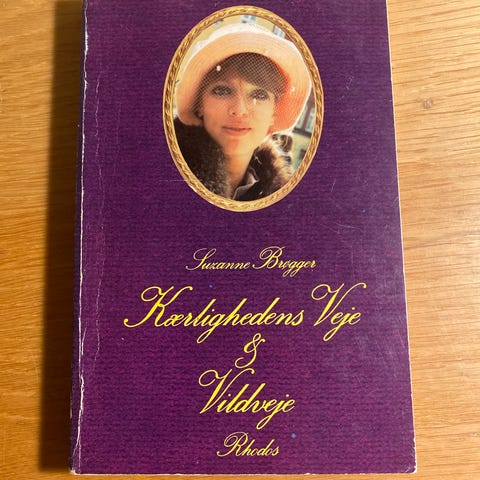 Suzanne Brøgger
Kærlighedens Veje
&
Vildveje
Rhodos